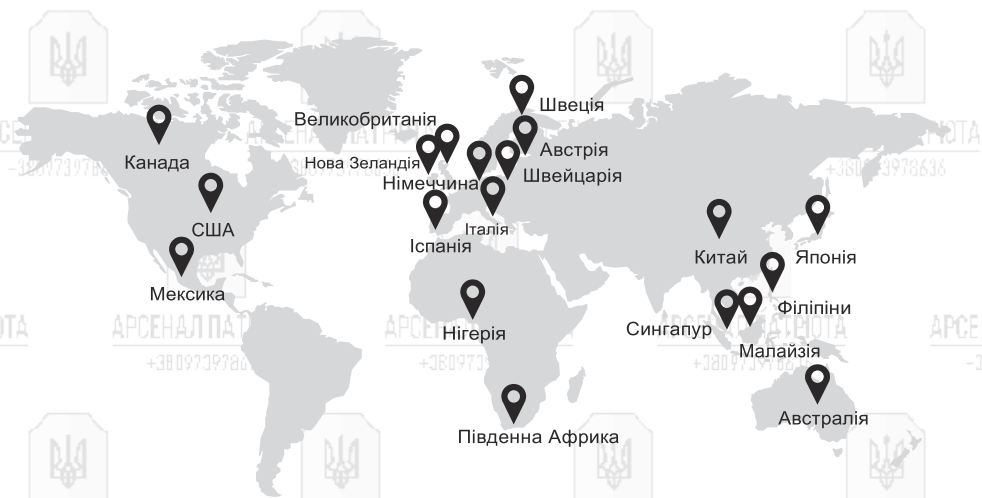 Швеція
Великобританія
Австрія
Канада
Нова Зеландія
Німеччина
Швейцарія
США
Італія
Іспанія
Китай
Японія
Мексика
Філіпіни
Нігерія
Сингапур
Малайзія
Австралія
Південна Африка
АРСЕНАЛ ПАТРІОТА